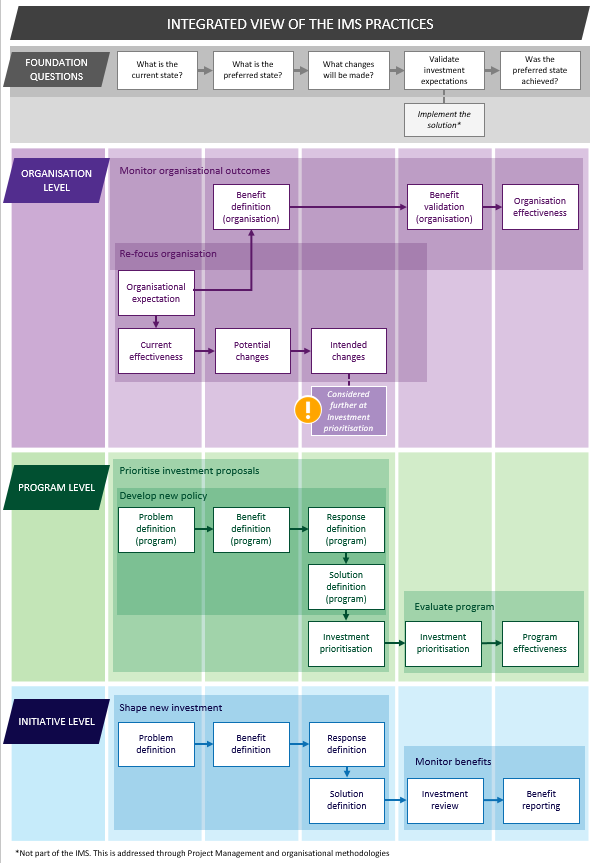 INTEGRATED VIEW OF THE IMS PRACTICES
FOUNDATION
QUESTIONS
What is the
current state?
What is the
preferred state?
What changes
will be made?
Validate
investment
expectations
Was the
preferred state
achieved?
Implement the
solution*
ORGANISATION
LEVEL
Monitor organisational outcomes
Benefit
definition
(organisation)
Benefit
validation
(organisation)
Organisation
effectiveness
Re-focus organisation
Organisational
expectation
Current
effectiveness
Potential
changes
Intended
changes
!
Considered
further at
Investment
prioritisation
PROGRAM LEVEL
Prioritise investment proposals
Develop new policy
Problem
definition
(program)
Benefit
definition
(program)
Response
definition
(program)
Solution
definition
(program)
Evaluate program
Investment
prioritisation
Investment
prioritisation
Program
effectiveness
INITIATIVE LEVEL
Shape new investment
Problem
definition
Benefit
definition
Response
definition
Monitor benefits
Solution
definition
Investment
review
Benefit
reporting
*Not part of the IMS. This is addressed through Project Management and organisational methodologies